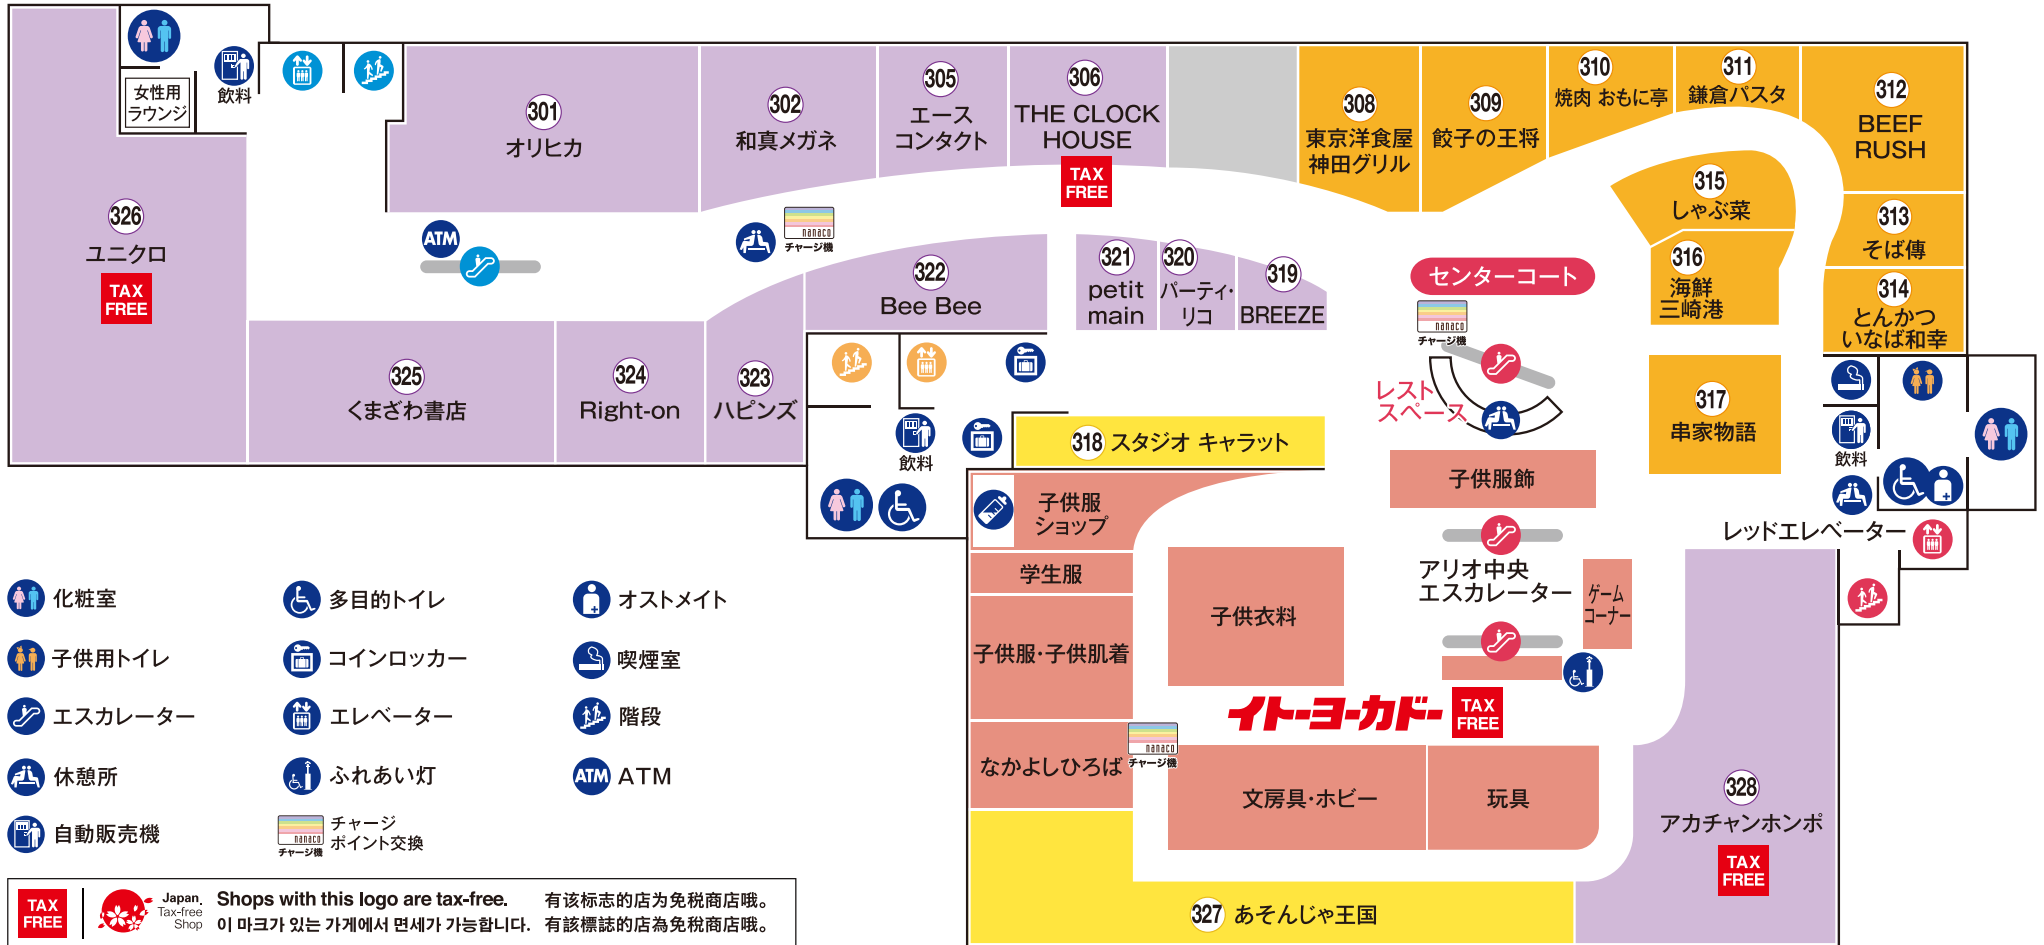 女性用
ラウンジ
飲料
301
オリヒカ
302
和真メガネ
305
エース
コンタクト
306
THE CLOCK
HOUSE
TAX
FREE
308
東京洋食屋
神田グリル
309
餃子の王将
310
焼肉 おもに亭
311
鎌倉パスタ
312
BEEF
RUSH
313
そば傳
314
とんかつ
いなば和幸
315
しゃぶ菜
316
海鮮
三崎港
317
串家物語
326
ユニクロ
TAX
FREE
ATM
nanaco
チャージ機
322
Bee Bee
321
petit
main
320
パーティ・
リコ
319
BREEZE
センターコート
nanaco
チャージ機
レスト
スペース
325
くまざわ書店
324
Right-on
323
ハピンズ
飲料
318 スタジオ キャラット
飲料
レッドエレベーター
子供服
ショップ
子供服飾
学生服
子供衣料
アリオ中央
エスカレーター
ゲーム
コーナー
子供服・子供肌着
イトーヨーカドー
TAX
FREE
なかよしひろば
nanaco
チャージ機
文房具・ホビー
玩具
328
アカチャンホンポ
TAX
FREE
327 あそんじゃ王国
化粧室
多目的トイレ
オストメイト
子供用トイレ
コインロッカー
喫煙室
エスカレーター
エレベーター
階段
休憩所
ふれあい灯
ATM ATM
自動販売機
nanaco
チャージ機
チャージ
ポイント交換
TAX
FREE
Japan.
Tax-free
Shop
Shops with this logo are tax-free.
有该标志的店为免税商店哦。
이 마크가 있는 가게에서 면세가 가능합니다.
有該標誌的店為免税商店哦。